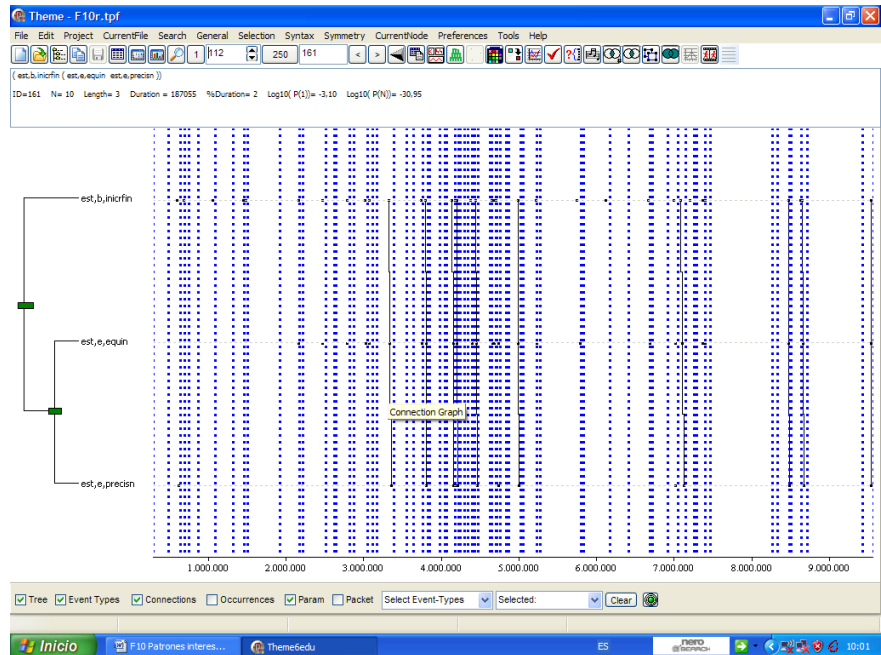 Theme - F10r.tpf
File Edit Project CurrentFile Search General Selection Syntax Symmetry CurrentNode Preferences Tools Help
1 112 250 161 < >
( est,b,inicrfin ( est,e,equin est,e,precisn ))
ID=161 N= 10 Length= 3 Duration = 187055 %Duration= 2 Log10( P(1))= -3,10 Log10( P(N))= -30,95
est,b,inicrfin
est,e,equin
Connection Graph
est,e,precisn
1.000.000 2.000.000 3.000.000 4.000.000 5.000.000 6.000.000 7.000.000 8.000.000 9.000.000
Tree Event Types Connections Occurrences Param Packet Select Event-Types Selected: Clear
Inicio F10 Patrones interes... Theme6edu ES nero SEARCH 10:01